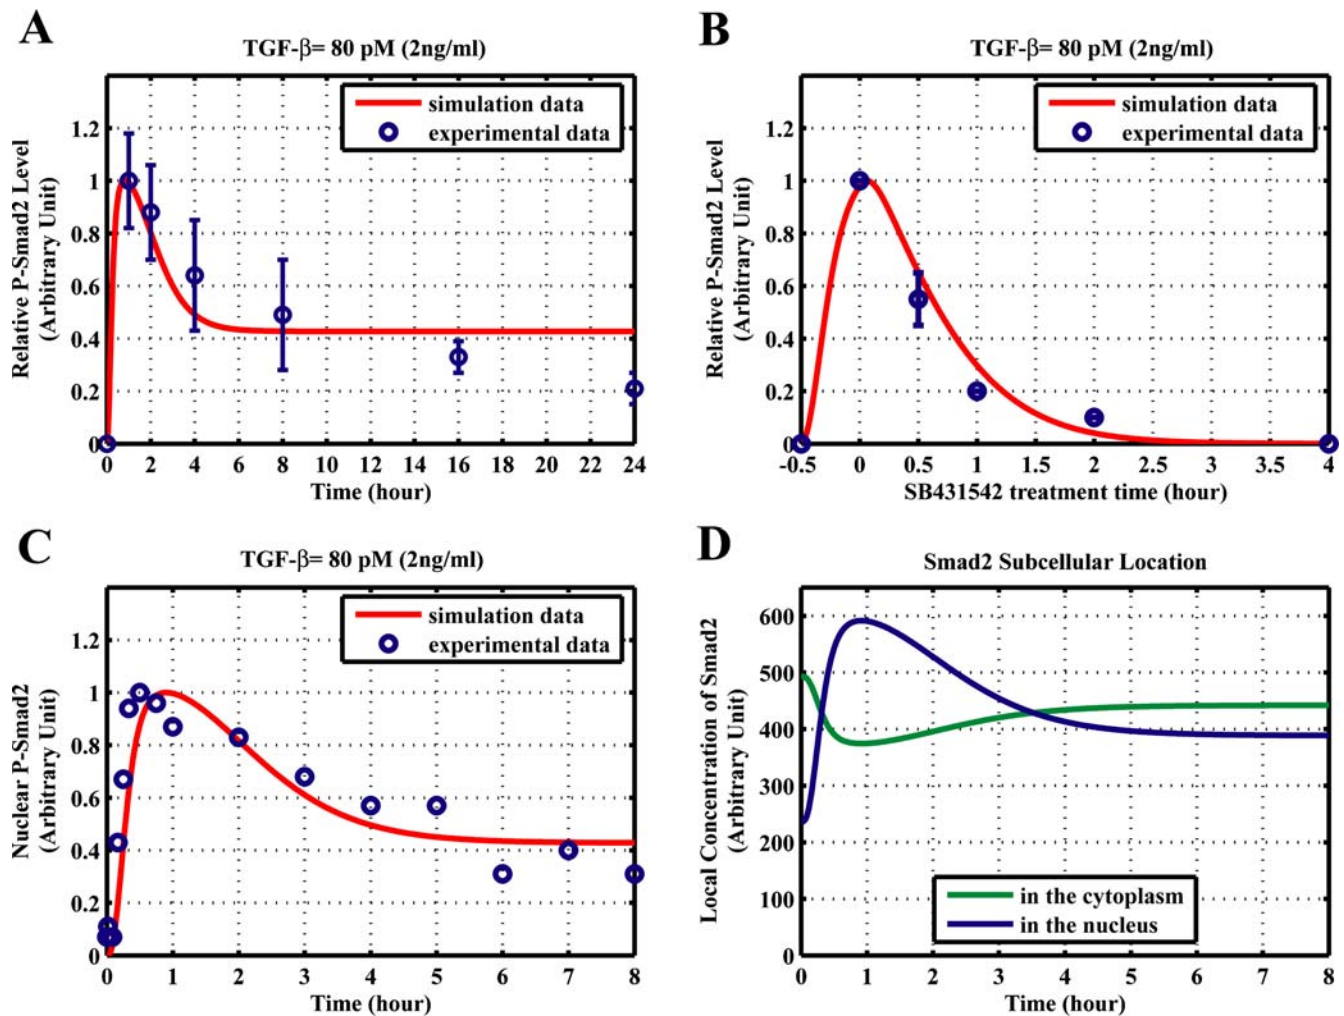 A
TGF-β= 80 pM (2ng/ml)
simulation data
experimental data
Relative P-Smad2 Level
(Arbitrary Unit)
1.2
1
0.8
0.6
0.4
0.2
0
0 2 4 6 8 10 12 14 16 18 20 22 24
Time (hour)
B
TGF-β= 80 pM (2ng/ml)
simulation data
experimental data
Relative P-Smad2 Level
(Arbitrary Unit)
1.2
1
0.8
0.6
0.4
0.2
0
-0.5 0 0.5 1 1.5 2 2.5 3 3.5 4
SB431542 treatment time (hour)
C
TGF-β= 80 pM (2ng/ml)
simulation data
experimental data
Nuclear P-Smad2
(Arbitrary Unit)
1.2
1
0.8
0.6
0.4
0.2
0
0 1 2 3 4 5 6 7 8
Time (hour)
D
Smad2 Subcellular Location
Local Concentration of Smad2
(Arbitrary Unit)
600
500
400
300
200
100
0
in the cytoplasm
in the nucleus
0 1 2 3 4 5 6 7 8
Time (hour)